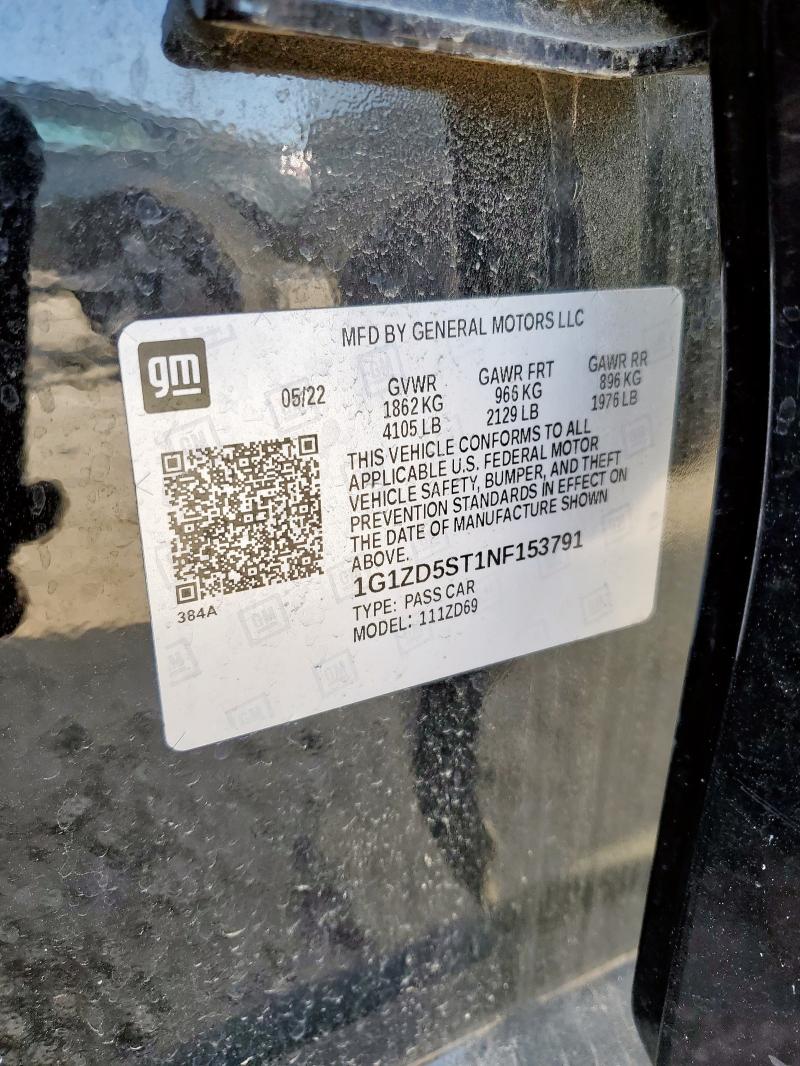 MFD BY GENERAL MOTORS LLC
gm
05/22
GVWR
1862 KG
4105 LB
GAWR FRT
966 KG
2129 LB
GAWR RR
896 KG
1976 LB
THIS VEHICLE CONFORMS TO ALL
APPLICABLE U.S. FEDERAL MOTOR
VEHICLE SAFETY, BUMPER, AND THEFT
PREVENTION STANDARDS IN EFFECT ON
THE DATE OF MANUFACTURE SHOWN
ABOVE.
1G1ZD5ST1NF153791
TYPE: PASS CAR
MODEL: 111ZD69
384A